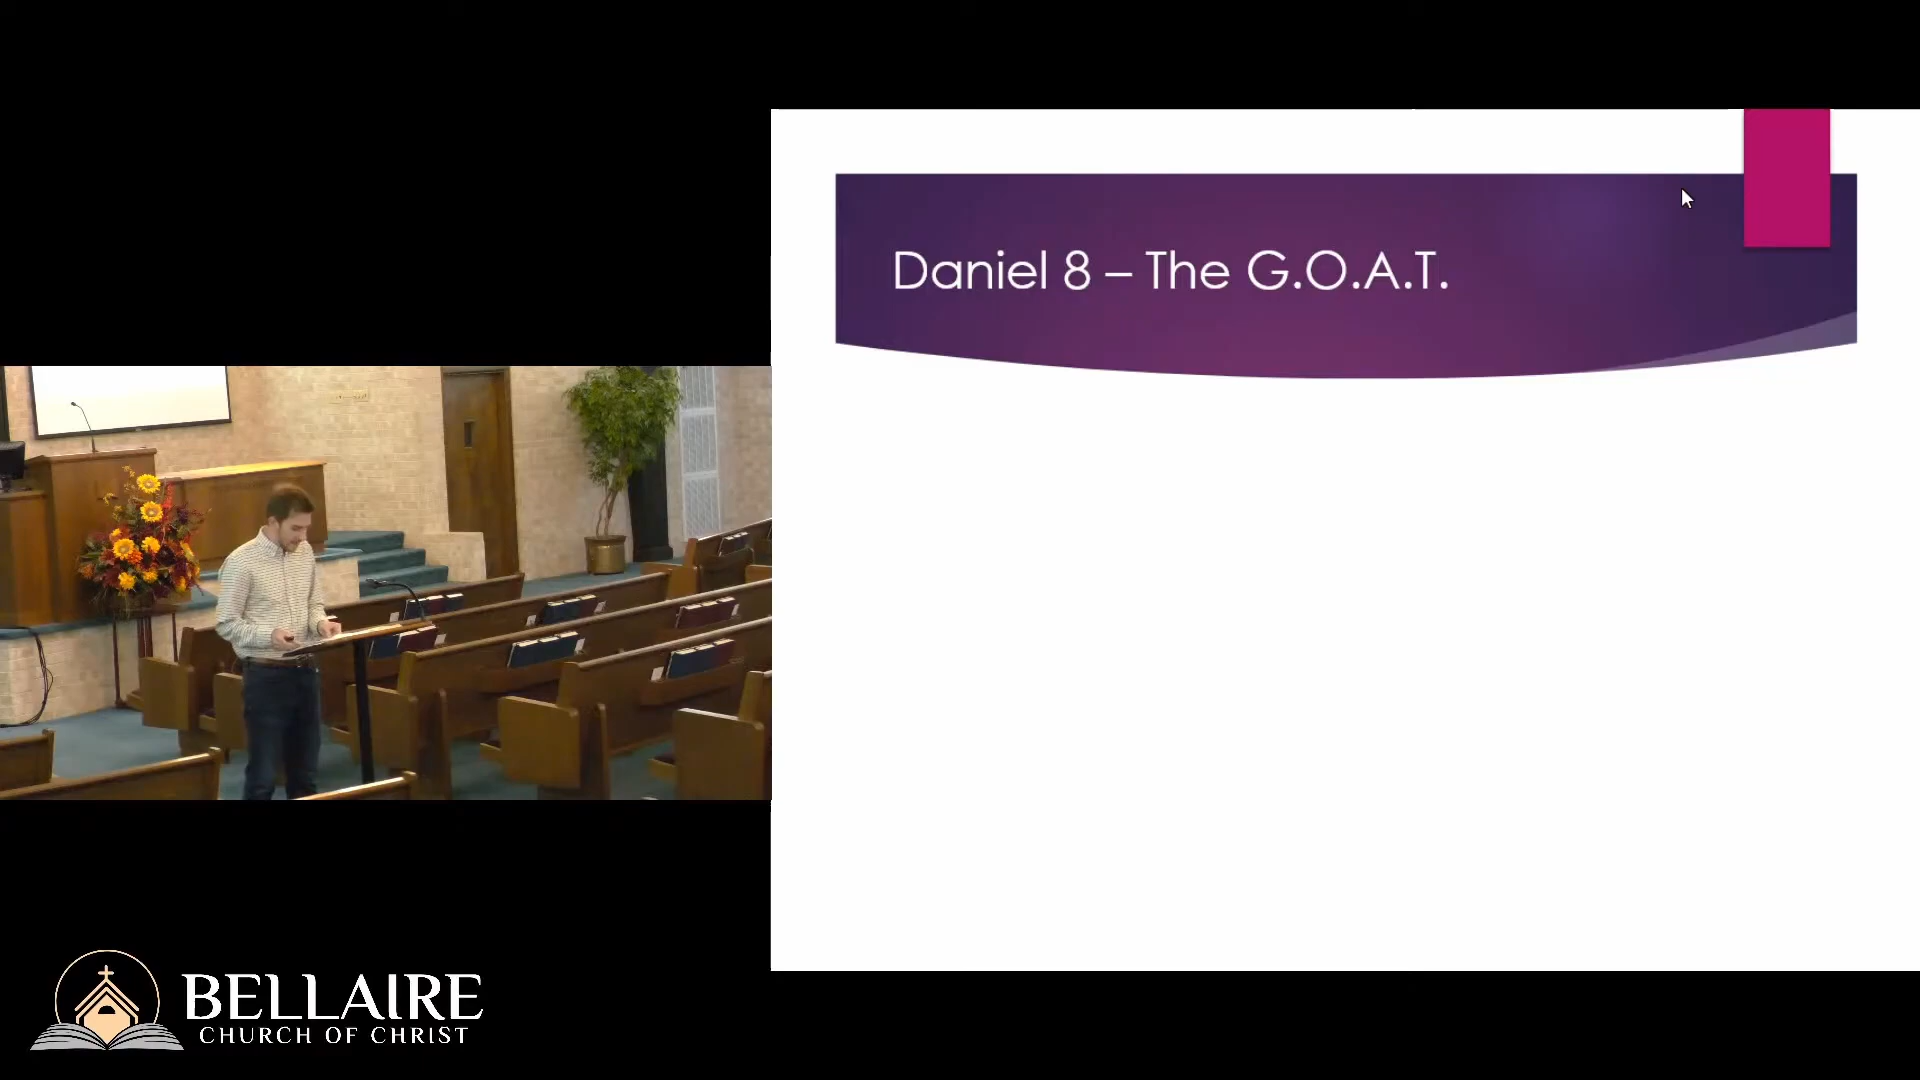 Daniel 8 – The G.O.A.T.
BELLAIRE
CHURCH OF CHRIST